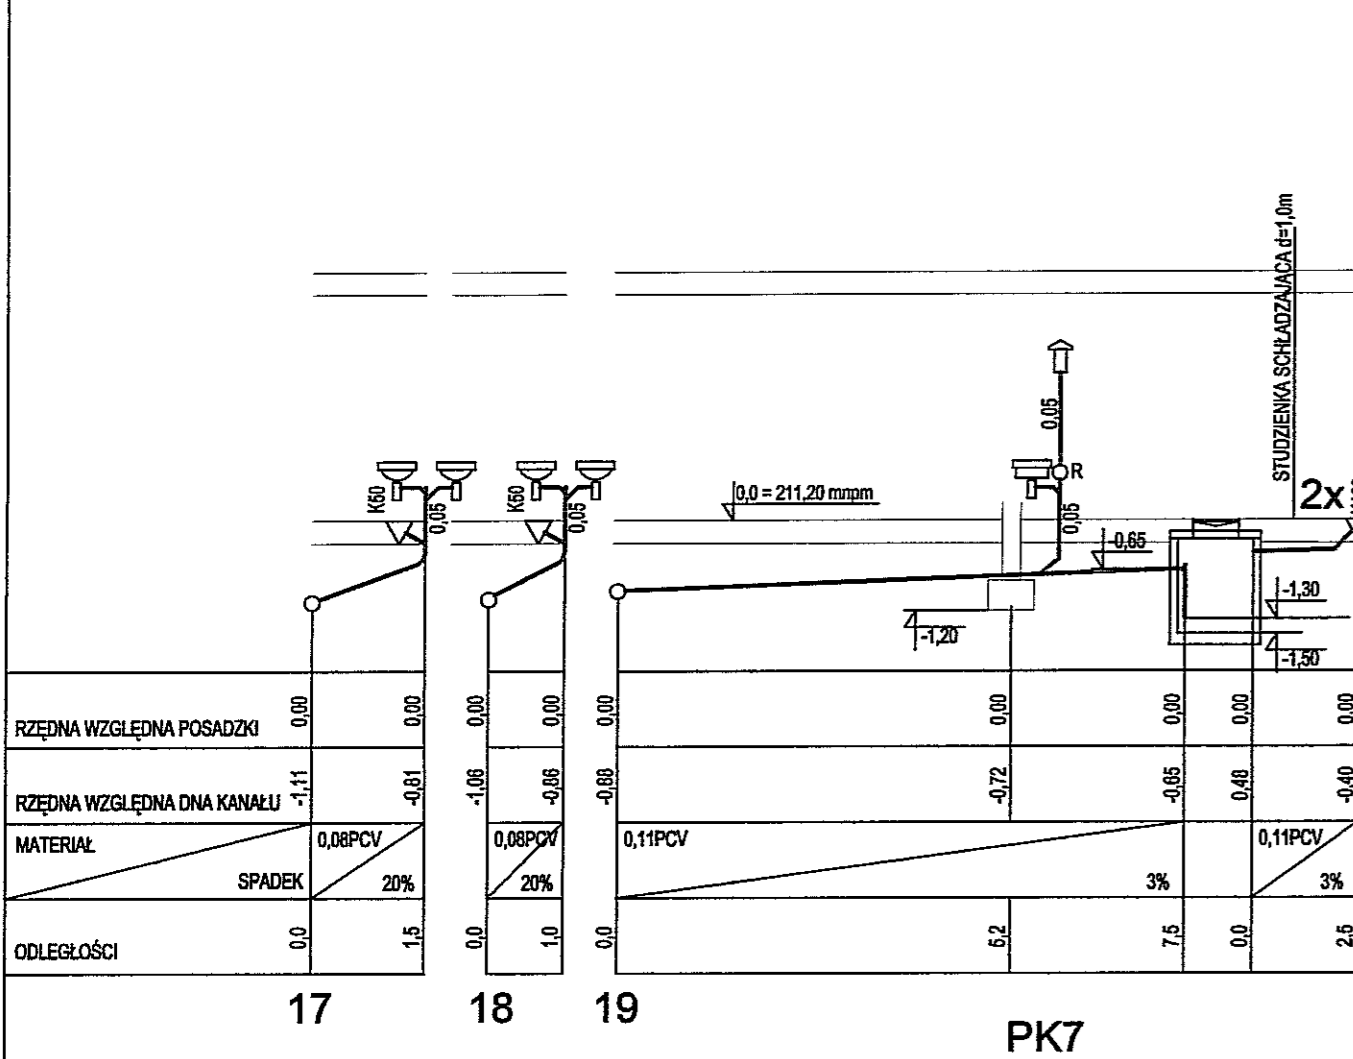 STUDZIENKA SCHŁADZAJĄCA d=1,0m
2x
0,05
R
K50
0,05
K50
0,05
0,0 = 211,20 mnpm
0,05
-0,65
-1,30
-1,20
-1,50
RZĘDNA WZGLĘDNA POSADZKI 0,00 0,00 0,00 0,00 0,00 0,00 0,00 0,00 0,00
RZĘDNA WZGLĘDNA DNA KANAŁU -1,11 -0,81 -1,06 -0,86 -0,88 -0,72 -0,65 0,48 -0,40
MATERIAŁ 0,08PCV 0,08PCV 0,11PCV 0,11PCV
SPADEK 20% 20% 3% 3%
ODLEGŁOŚCI 0,0 1,5 0,0 1,0 0,0 5,2 7,5 0,0 2,5
17 18 19
PK7